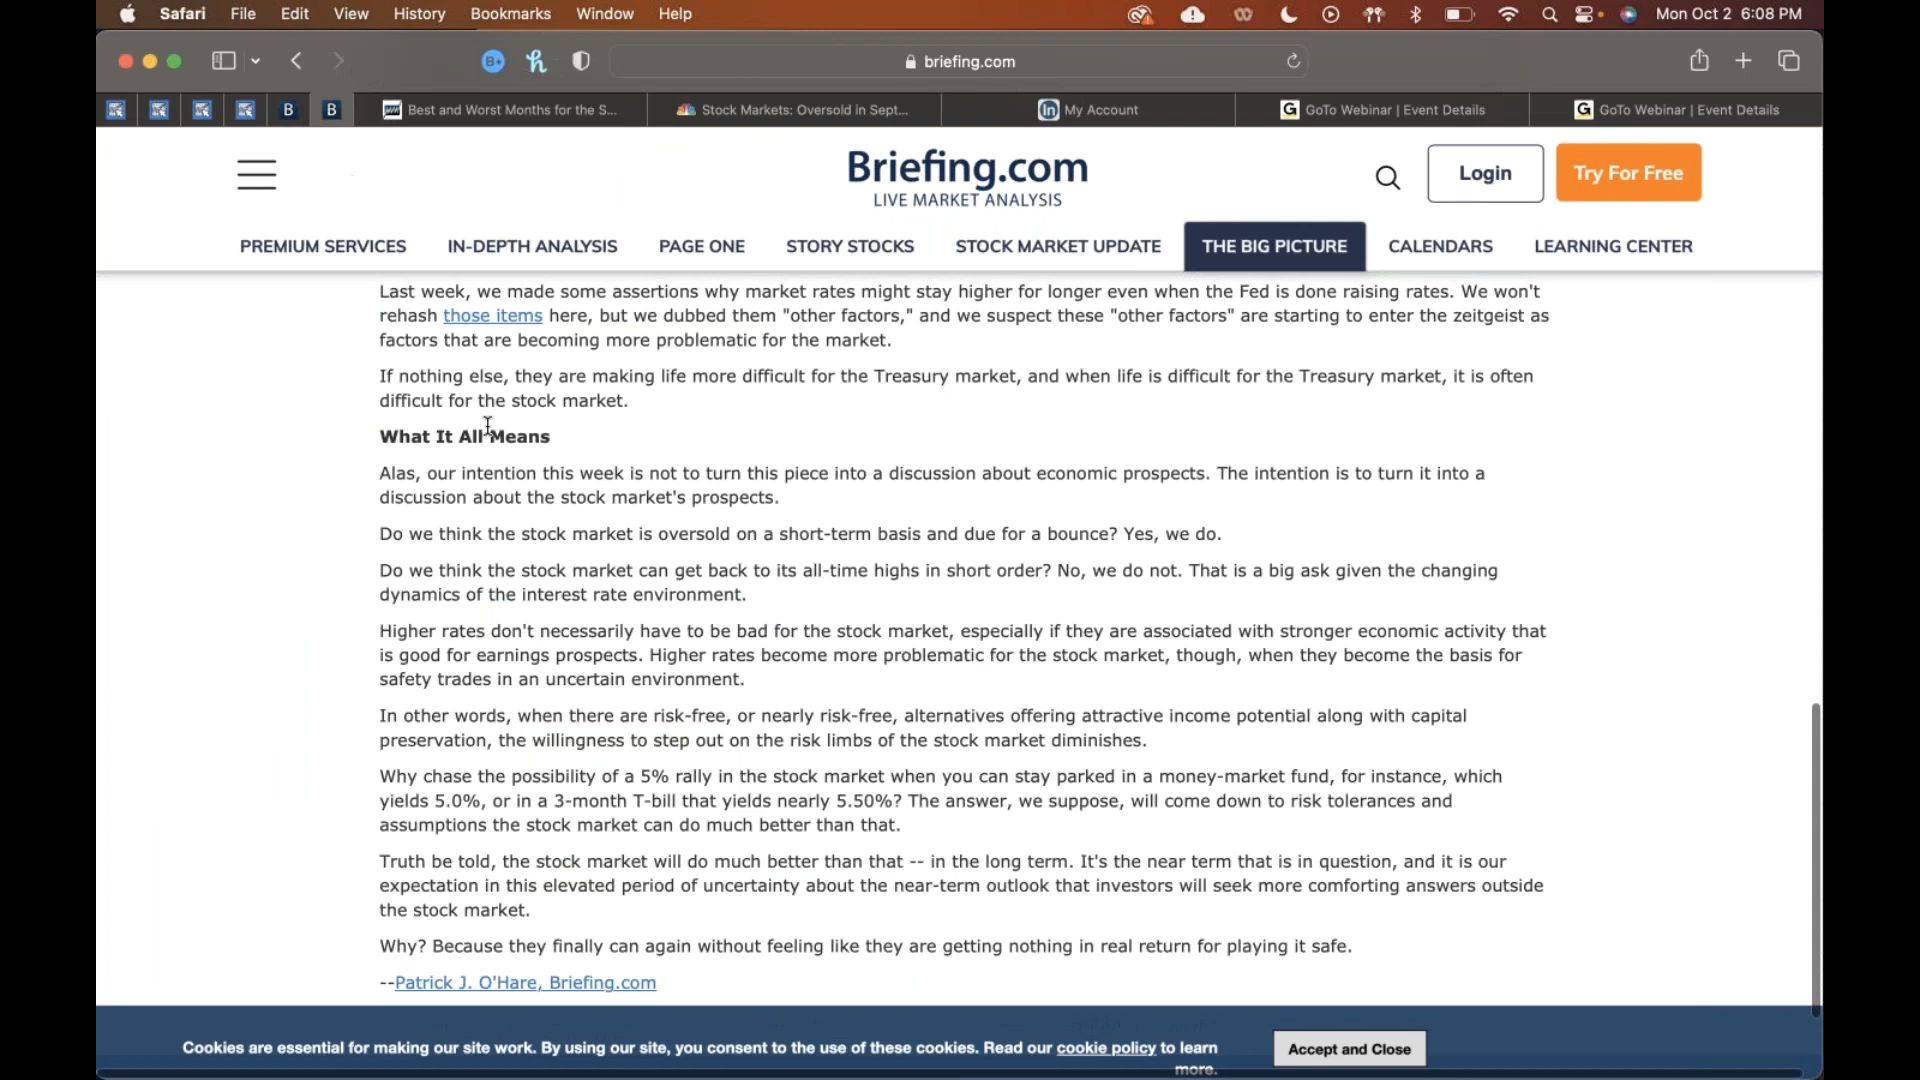 Safari File Edit View History Bookmarks Window Help Mon Oct 2 6:08 PM
briefing.com
B B Best and Worst Months for the S... Stock Markets: Oversold in Sept... in My Account G GoTo Webinar | Event Details G GoTo Webinar | Event Details
Briefing.com
LIVE MARKET ANALYSIS
Login
Try For Free
PREMIUM SERVICES IN-DEPTH ANALYSIS PAGE ONE STORY STOCKS STOCK MARKET UPDATE THE BIG PICTURE CALENDARS LEARNING CENTER
Last week, we made some assertions why market rates might stay higher for longer even when the Fed is done raising rates. We won't
rehash those items here, but we dubbed them "other factors," and we suspect these "other factors" are starting to enter the zeitgeist as
factors that are becoming more problematic for the market.
If nothing else, they are making life more difficult for the Treasury market, and when life is difficult for the Treasury market, it is often
difficult for the stock market.
What It All Means
Alas, our intention this week is not to turn this piece into a discussion about economic prospects. The intention is to turn it into a
discussion about the stock market's prospects.
Do we think the stock market is oversold on a short-term basis and due for a bounce? Yes, we do.
Do we think the stock market can get back to its all-time highs in short order? No, we do not. That is a big ask given the changing
dynamics of the interest rate environment.
Higher rates don't necessarily have to be bad for the stock market, especially if they are associated with stronger economic activity that
is good for earnings prospects. Higher rates become more problematic for the stock market, though, when they become the basis for
safety trades in an uncertain environment.
In other words, when there are risk-free, or nearly risk-free, alternatives offering attractive income potential along with capital
preservation, the willingness to step out on the risk limbs of the stock market diminishes.
Why chase the possibility of a 5% rally in the stock market when you can stay parked in a money-market fund, for instance, which
yields 5.0%, or in a 3-month T-bill that yields nearly 5.50%? The answer, we suppose, will come down to risk tolerances and
assumptions the stock market can do much better than that.
Truth be told, the stock market will do much better than that -- in the long term. It's the near term that is in question, and it is our
expectation in this elevated period of uncertainty about the near-term outlook that investors will seek more comforting answers outside
the stock market.
Why? Because they finally can again without feeling like they are getting nothing in real return for playing it safe.
--Patrick J. O'Hare, Briefing.com
Cookies are essential for making our site work. By using our site, you consent to the use of these cookies. Read our cookie policy to learn
more.
Accept and Close